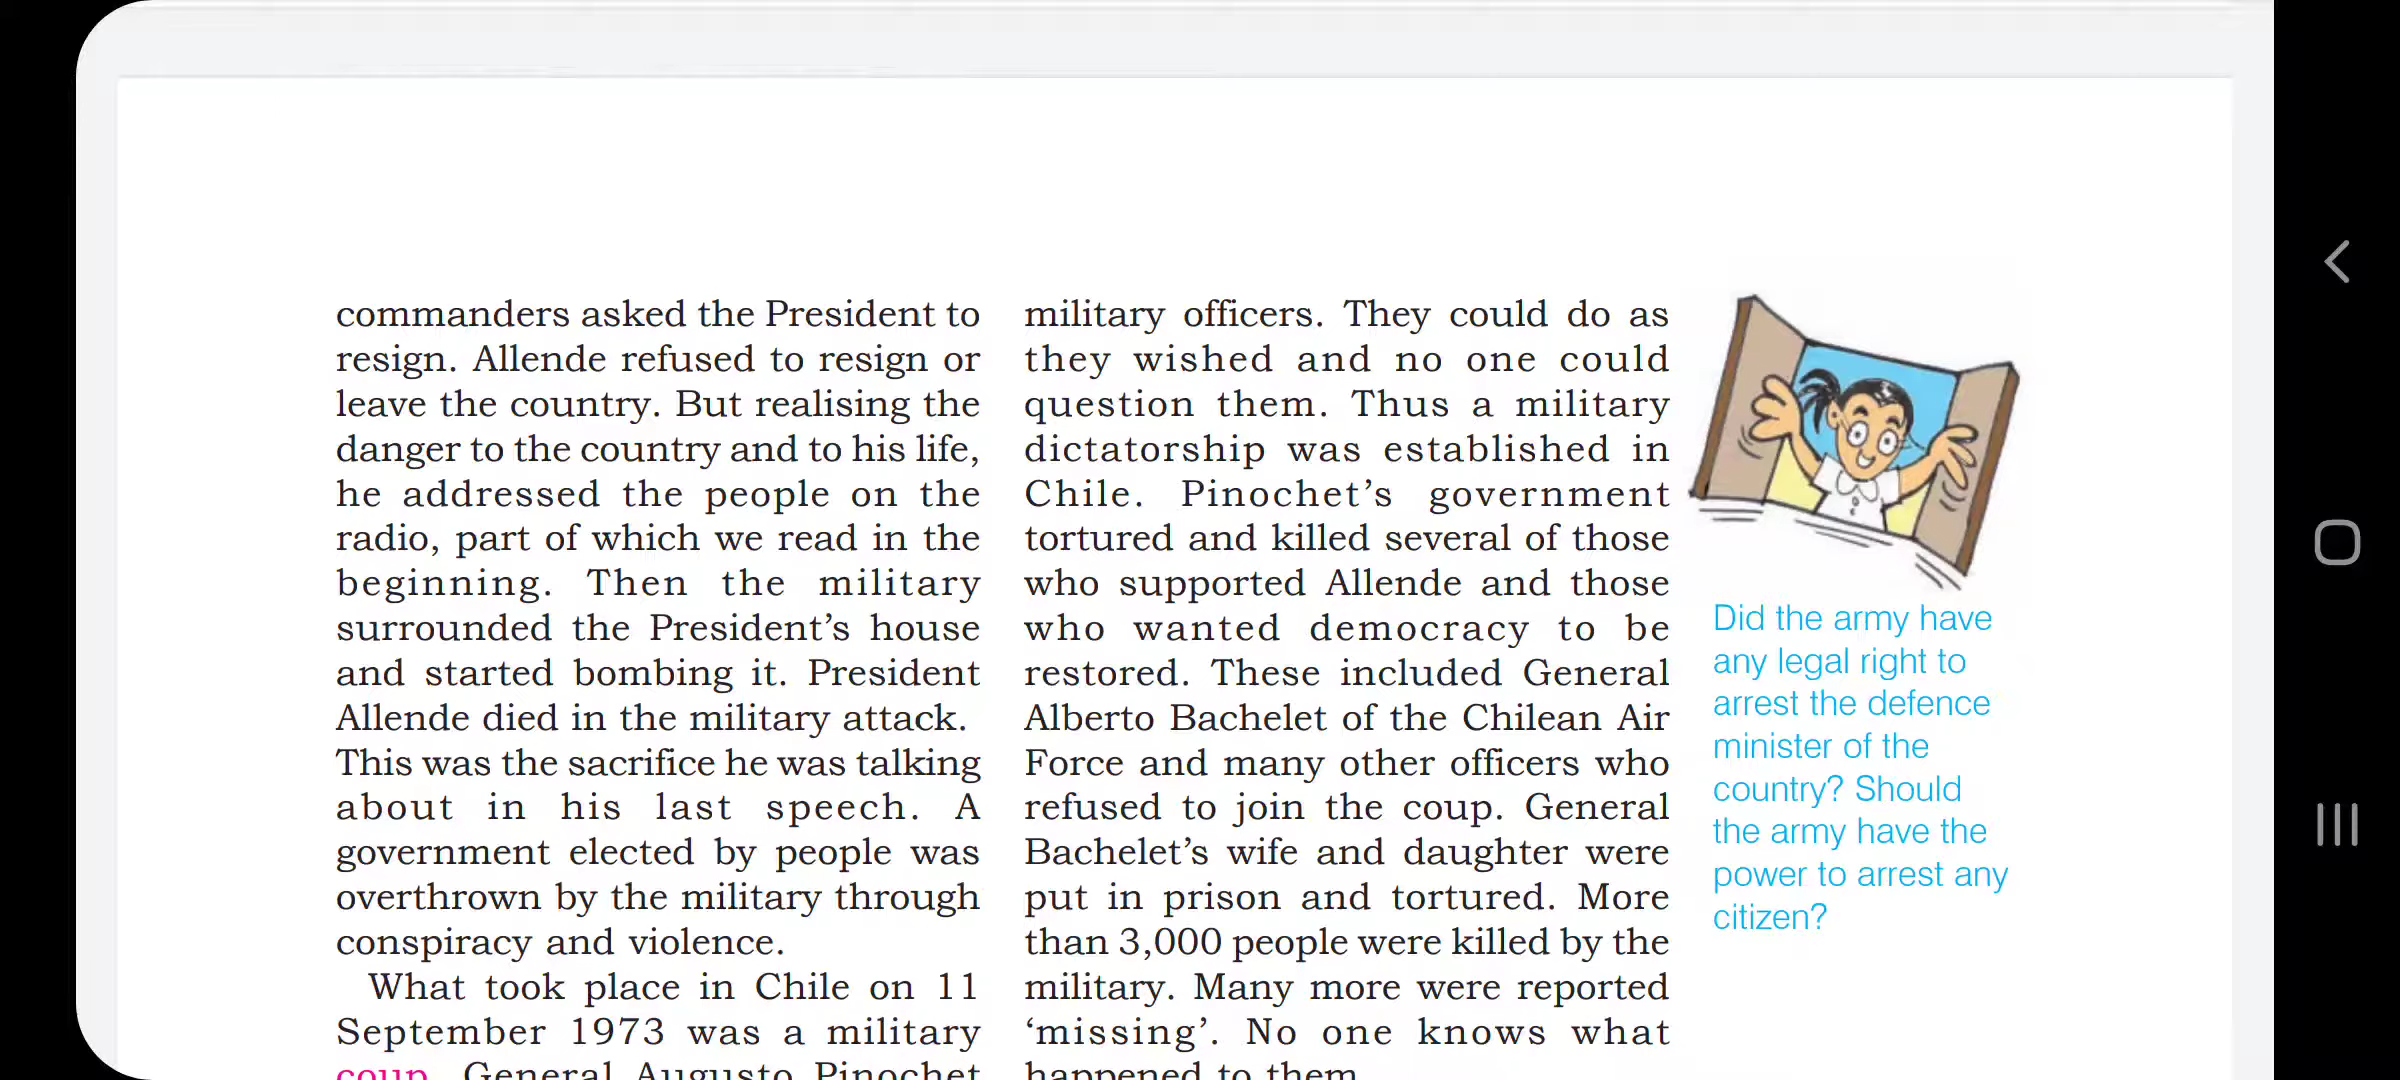 commanders asked the President to
resign. Allende refused to resign or
leave the country. But realising the
danger to the country and to his life,
he addressed the people on the
radio, part of which we read in the
beginning. Then the military
surrounded the President’s house
and started bombing it. President
Allende died in the military attack.
This was the sacrifice he was talking
about in his last speech. A
government elected by people was
overthrown by the military through
conspiracy and violence.
What took place in Chile on 11
September 1973 was a military
coup. General Augusto Pinochet
military officers. They could do as
they wished and no one could
question them. Thus a military
dictatorship was established in
Chile. Pinochet’s government
tortured and killed several of those
who supported Allende and those
who wanted democracy to be
restored. These included General
Alberto Bachelet of the Chilean Air
Force and many other officers who
refused to join the coup. General
Bachelet’s wife and daughter were
put in prison and tortured. More
than 3,000 people were killed by the
military. Many more were reported
‘missing’. No one knows what
happened to them.
Did the army have
any legal right to
arrest the defence
minister of the
country? Should
the army have the
power to arrest any
citizen?